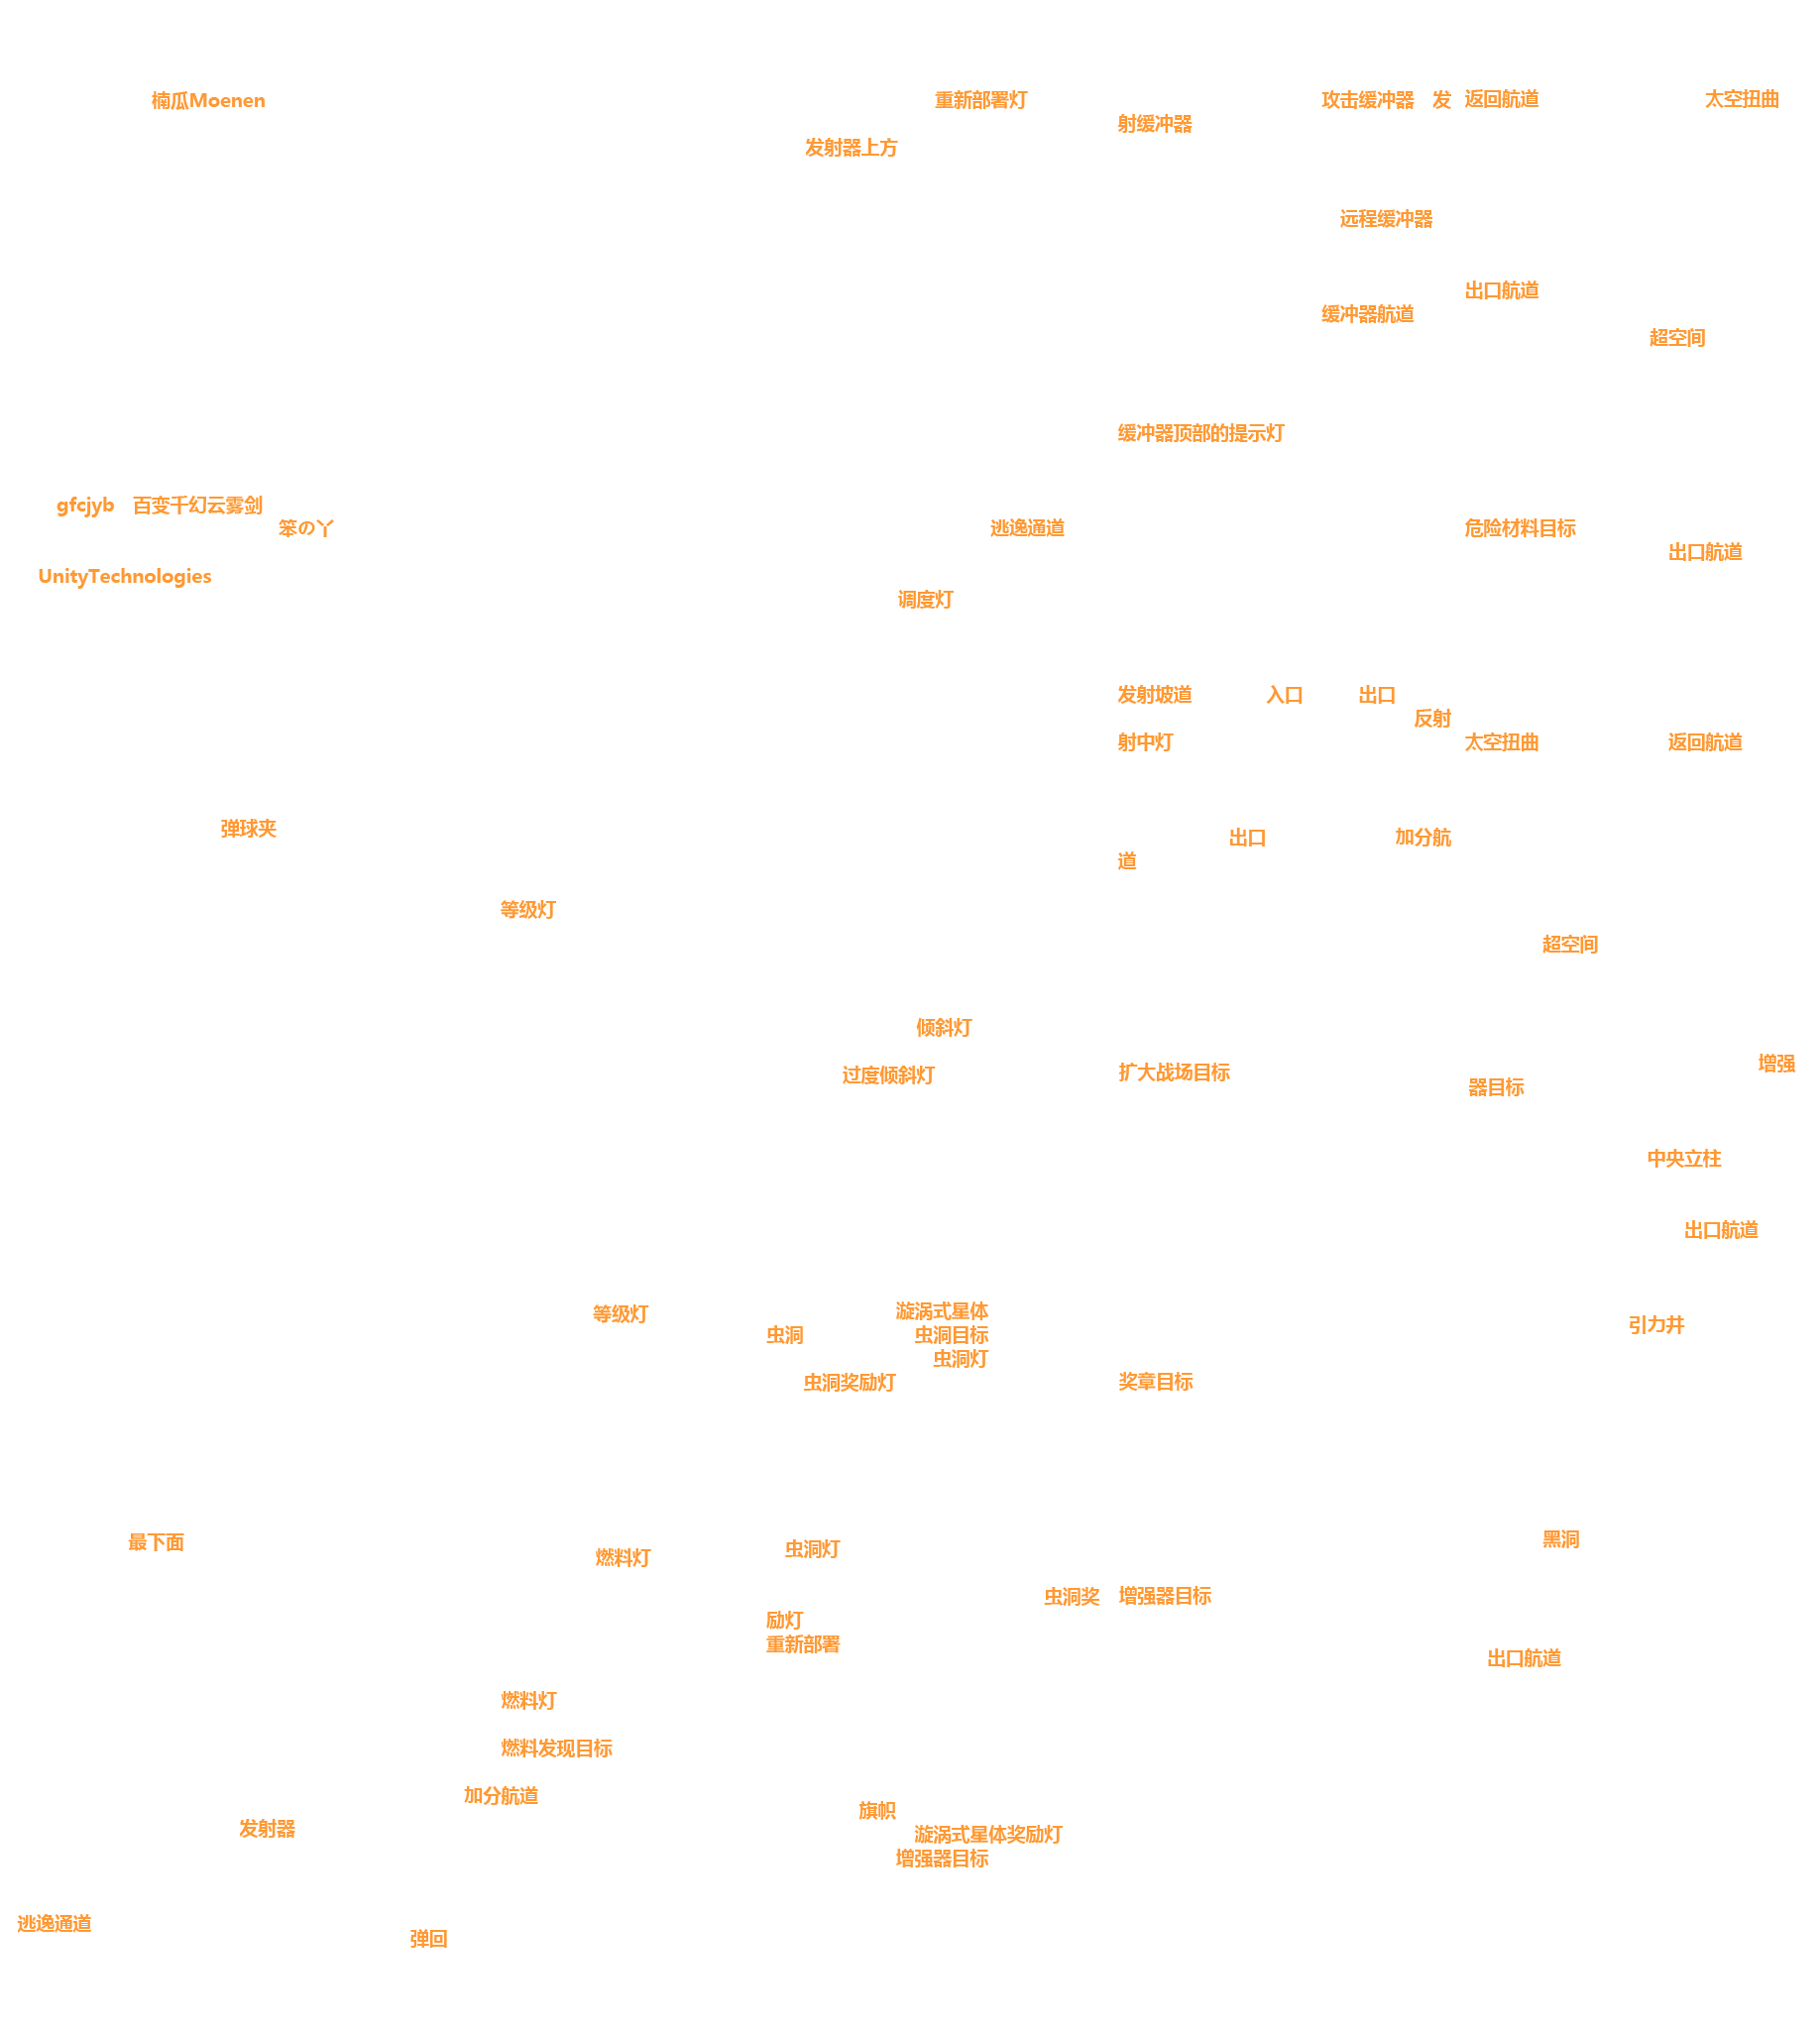 楠瓜Moenen
gfcjyb 百变千幻云雾剑
笨の丫
UnityTechnologies
弹球夹
最下面
发射器
逃逸通道
等级灯
等级灯
燃料灯
燃料灯
燃料发现目标
加分航道
弹回
重新部署灯
发射器上方
逃逸通道
调度灯
倾斜灯
过度倾斜灯
漩涡式星体
虫洞 虫洞目标
虫洞灯
虫洞奖励灯
虫洞灯
虫洞奖
励灯
重新部署
旗帜
漩涡式星体奖励灯
增强器目标
攻击缓冲器 发
射缓冲器
远程缓冲器
缓冲器航道
缓冲器顶部的提示灯
发射坡道 入口 出口
反射
射中灯
出口 加分航
道
扩大战场目标
奖章目标
增强器目标
返回航道 太空扭曲
出口航道
超空间
危险材料目标
出口航道
太空扭曲 返回航道
超空间
增强
器目标
中央立柱
出口航道
引力井
黑洞
出口航道